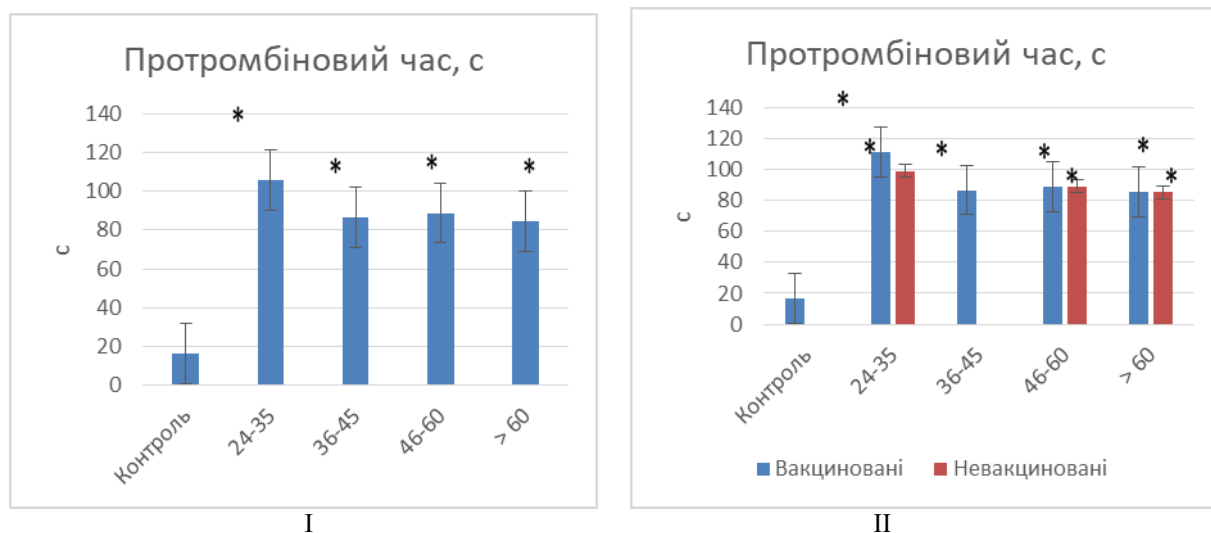 Протромбіновий час, с
140
120
100
80
60
40
20
0
с
Контроль
24-35
36-45
46-60
> 60
I
Протромбіновий час, с
140
120
100
80
60
40
20
0
с
Контроль
24-35
36-45
46-60
> 60
Вакциновані Невакциновані
II